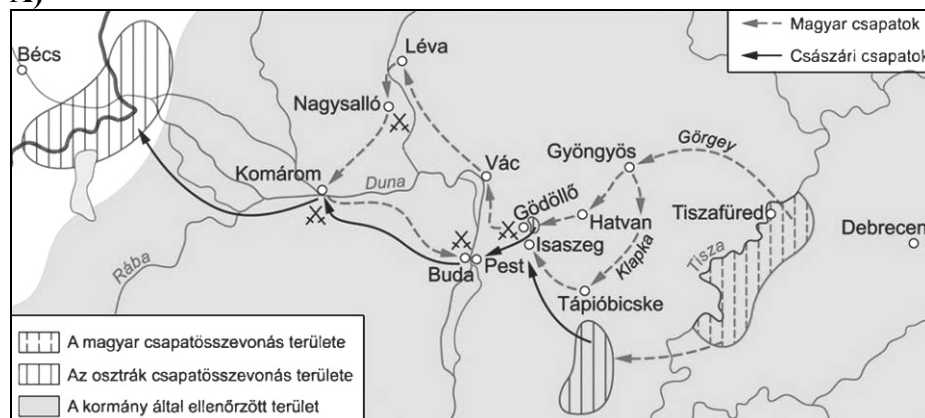 A)
Magyar csapatok
Császári csapatok
Bécs
Léva
Nagysalló
Komárom
Duna
Vác
Gyöngyös
Görgey
Gödöllő
Hatvan
Tiszafüred
Isaszeg
Klapka
Debrecen
Tisza
Rába
Buda
Pest
Tápióbicske
A magyar csapatösszevonás területe
Az osztrák csapatösszevonás területe
A kormány által ellenőrzött terület